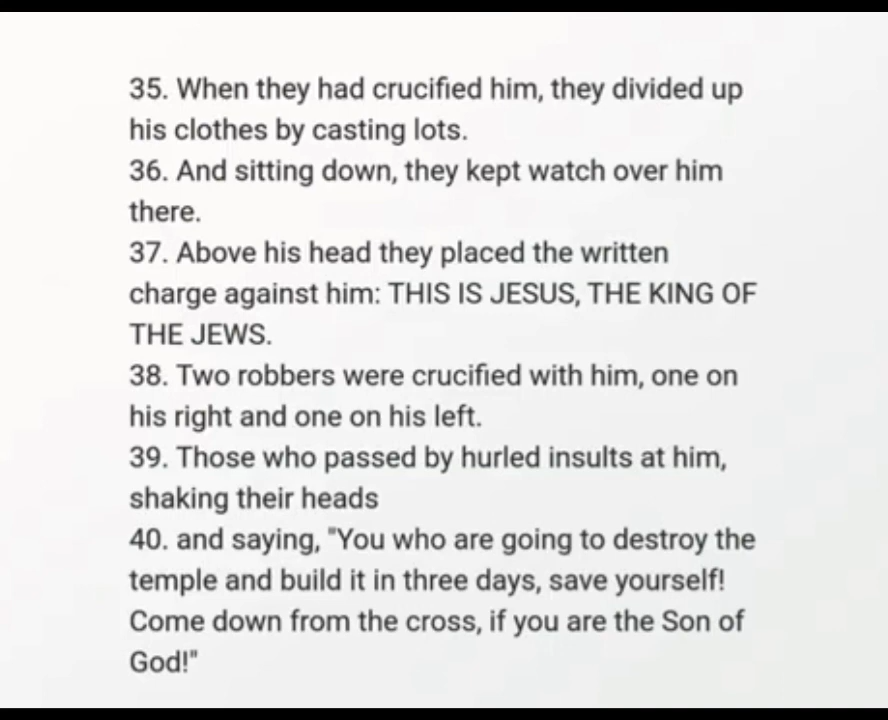 35. When they had crucified him, they divided up
his clothes by casting lots.
36. And sitting down, they kept watch over him
there.
37. Above his head they placed the written
charge against him: THIS IS JESUS, THE KING OF
THE JEWS.
38. Two robbers were crucified with him, one on
his right and one on his left.
39. Those who passed by hurled insults at him,
shaking their heads
40. and saying, "You who are going to destroy the
temple and build it in three days, save yourself!
Come down from the cross, if you are the Son of
God!"